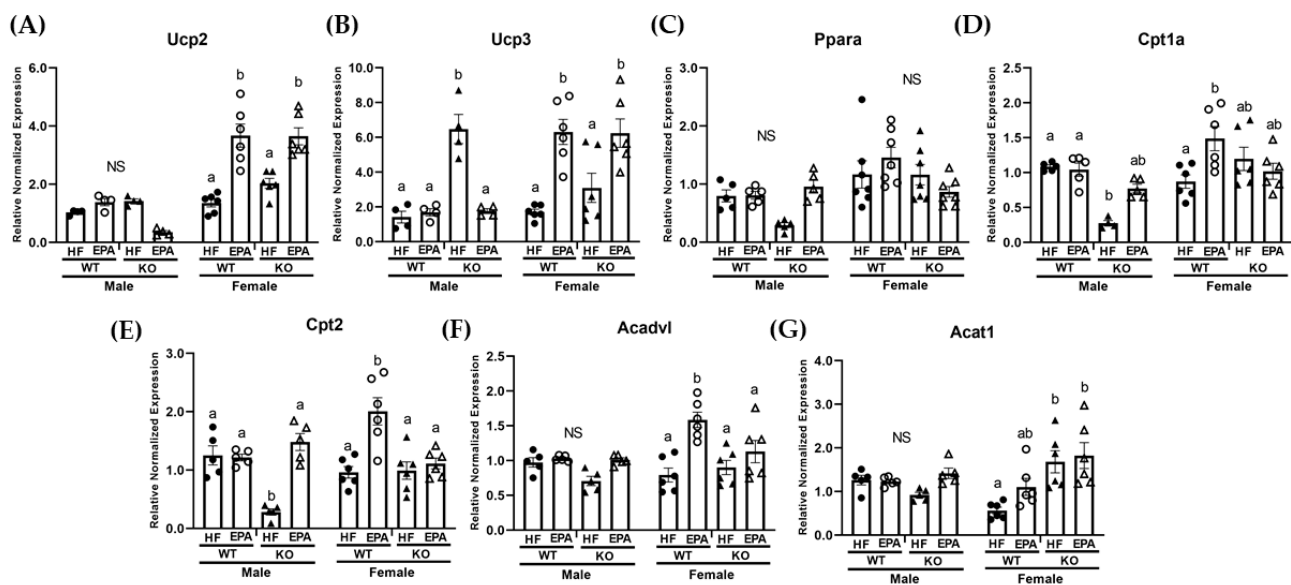 (A)
Ucp2
Relative Normalized Expression
6.0
4.0
2.0
0.0
NS
b
a
a
b
HF EPA HF EPA HF EPA HF EPA
WT KO WT KO
Male Female
(B)
Ucp3
Relative Normalized Expression
10.0
8.0
6.0
4.0
2.0
0.0
a
a
b
a
a
b
a
b
HF EPA HF EPA HF EPA HF EPA
WT KO WT KO
Male Female
(C)
Ppara
Relative Normalized Expression
3.0
2.0
1.0
0.0
NS
NS
HF EPA HF EPA HF EPA HF EPA
WT KO WT KO
Male Female
(D)
Cpt1a
Relative Normalized Expression
2.5
2.0
1.5
1.0
0.5
0.0
a
a
b
ab
a
b
ab
ab
HF EPA HF EPA HF EPA HF EPA
WT KO WT KO
Male Female
(E)
Cpt2
Relative Normalized Expression
3.0
2.0
1.0
0.0
a
a
b
a
a
b
a
a
HF EPA HF EPA HF EPA HF EPA
WT KO WT KO
Male Female
(F)
Acadvl
Relative Normalized Expression
2.5
2.0
1.5
1.0
0.5
0.0
NS
a
b
a
a
HF EPA HF EPA HF EPA HF EPA
WT KO WT KO
Male Female
(G)
Acat1
Relative Normalized Expression
4.0
3.0
2.0
1.0
0.0
NS
a
ab
b
b
HF EPA HF EPA HF EPA HF EPA
WT KO WT KO
Male Female